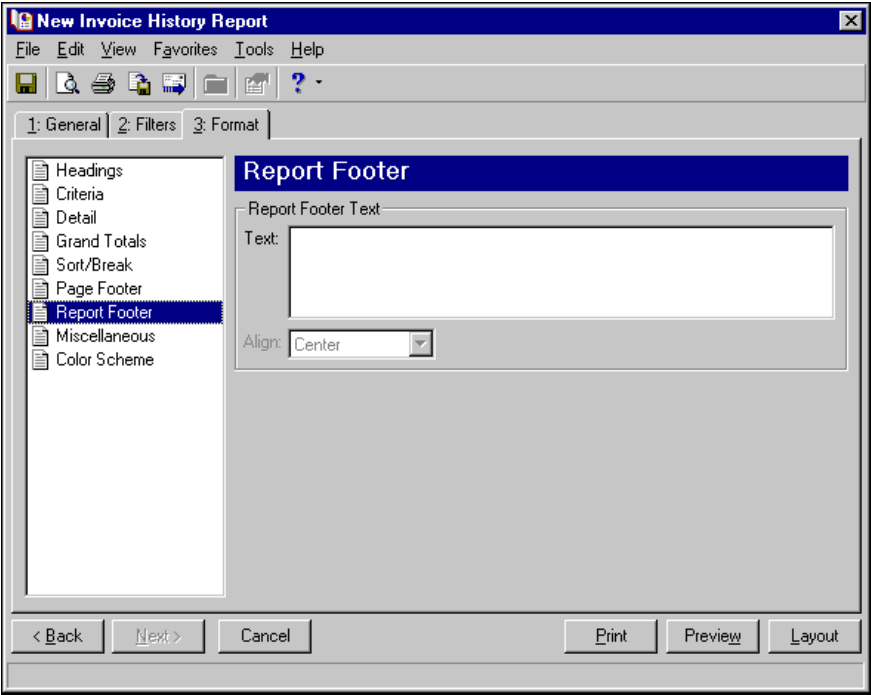 New Invoice History Report
File Edit View Favorites Tools Help
?
1: General 2: Filters 3: Format
Headings
Criteria
Detail
Grand Totals
Sort/Break
Page Footer
Report Footer
Miscellaneous
Color Scheme
Report Footer
Report Footer Text
Text:
Align: Center
< Back Next > Cancel Print Preview Layout